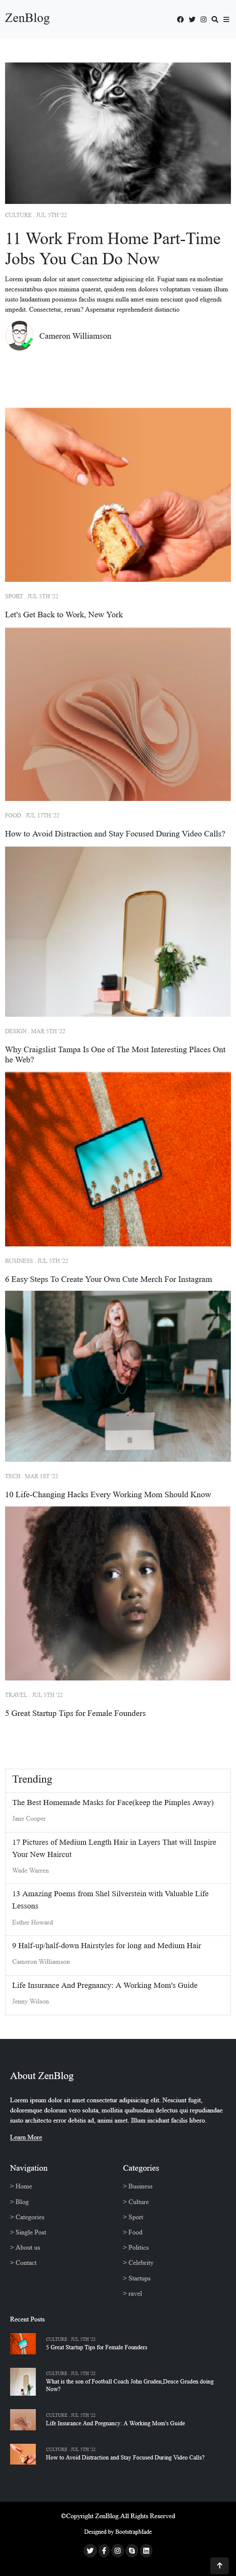 ZenBlog
CULTURE . JUL 5TH '22
11 Work From Home Part-Time
Jobs You Can Do Now
Lorem ipsum dolor sit amet consectetur adipisicing elit. Fugiat nam ea molestiae
necessitatibus quos minima quaerat, quidem rem dolores voluptatum veniam illum
iusto laudantium possimus facilis magni nulla amet enim nostrum quod eligendi
impedit. Consectetur, rerum? Aspernatur reprehenderit distinctio
Cameron Williamson
SPORT . JUL 5TH '22
Let's Get Back to Work, New York
FOOD . JUL 17TH '22
How to Avoid Distraction and Stay Focused During Video Calls?
DESIGN . MAR 5TH '22
Why Craigslist Tampa Is One of The Most Interesting Places Ont
he Web?
BUSINESS . JUL 5TH '22
6 Easy Steps To Create Your Own Cute Merch For Instagram
TECH . MAR 1ST '22
10 Life-Changing Hacks Every Working Mom Should Know
TRAVEL . JUL 5TH '22
5 Great Startup Tips for Female Founders
Trending
The Best Homemade Masks for Face(keep the Pimples Away)
Jane Cooper
17 Pictures of Medium Length Hair in Layers That will Inspire
Your New Haircut
Wade Warren
13 Amazing Poems from Shel Silverstein with Valuable Life
Lessons
Esther Howard
9 Half-up/half-down Hairstyles for long and Medium Hair
Cameron Williamson
Life Insurance And Pregnancy: A Working Mom's Guide
Jenny Wilson
About ZenBlog
Lorem ipsum dolor sit amet consectetur adipisicing elit. Nesciunt fugit,
doloremque dolorum vero soluta, mollitia quibusdam delectus qui repudiandae
iusto architecto error debitis ad, animi amet. Illum incidiant facilis libero.
Learn More
Navigation
> Home
> Blog
> Categories
> Single Post
> About us
> Contact
Categories
> Business
> Culture
> Sport
> Food
> Politics
> Celebrity
> Startups
> ravel
Recent Posts
CULTURE . JUL 5TH '22
5 Great Startup Tips for Female Founders
CULTURE . JUL 5TH '22
What is the son of Football Coach John Gruden,Deuce Gruden doing
Now?
CULTURE . JUL 5TH '22
Life Insurance And Pregnancy: A Working Mom's Guide
CULTURE . JUL 5TH '22
How to Avoid Distraction and Stay Focused During Video Calls?
©Copyright ZenBlog.All Rights Reserved
Designed by BootstrapMade